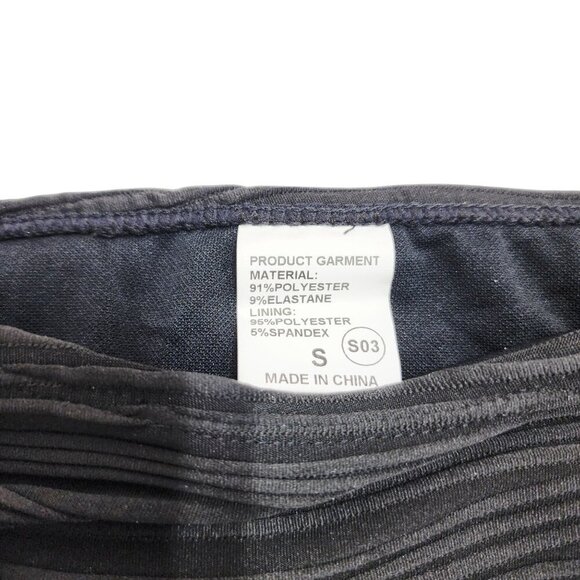 PRODUCT GARMENT
MATERIAL:
91%POLYESTER
9%ELASTANE
LINING:
95%POLYESTER
5%SPANDEX
S S03
MADE IN CHINA